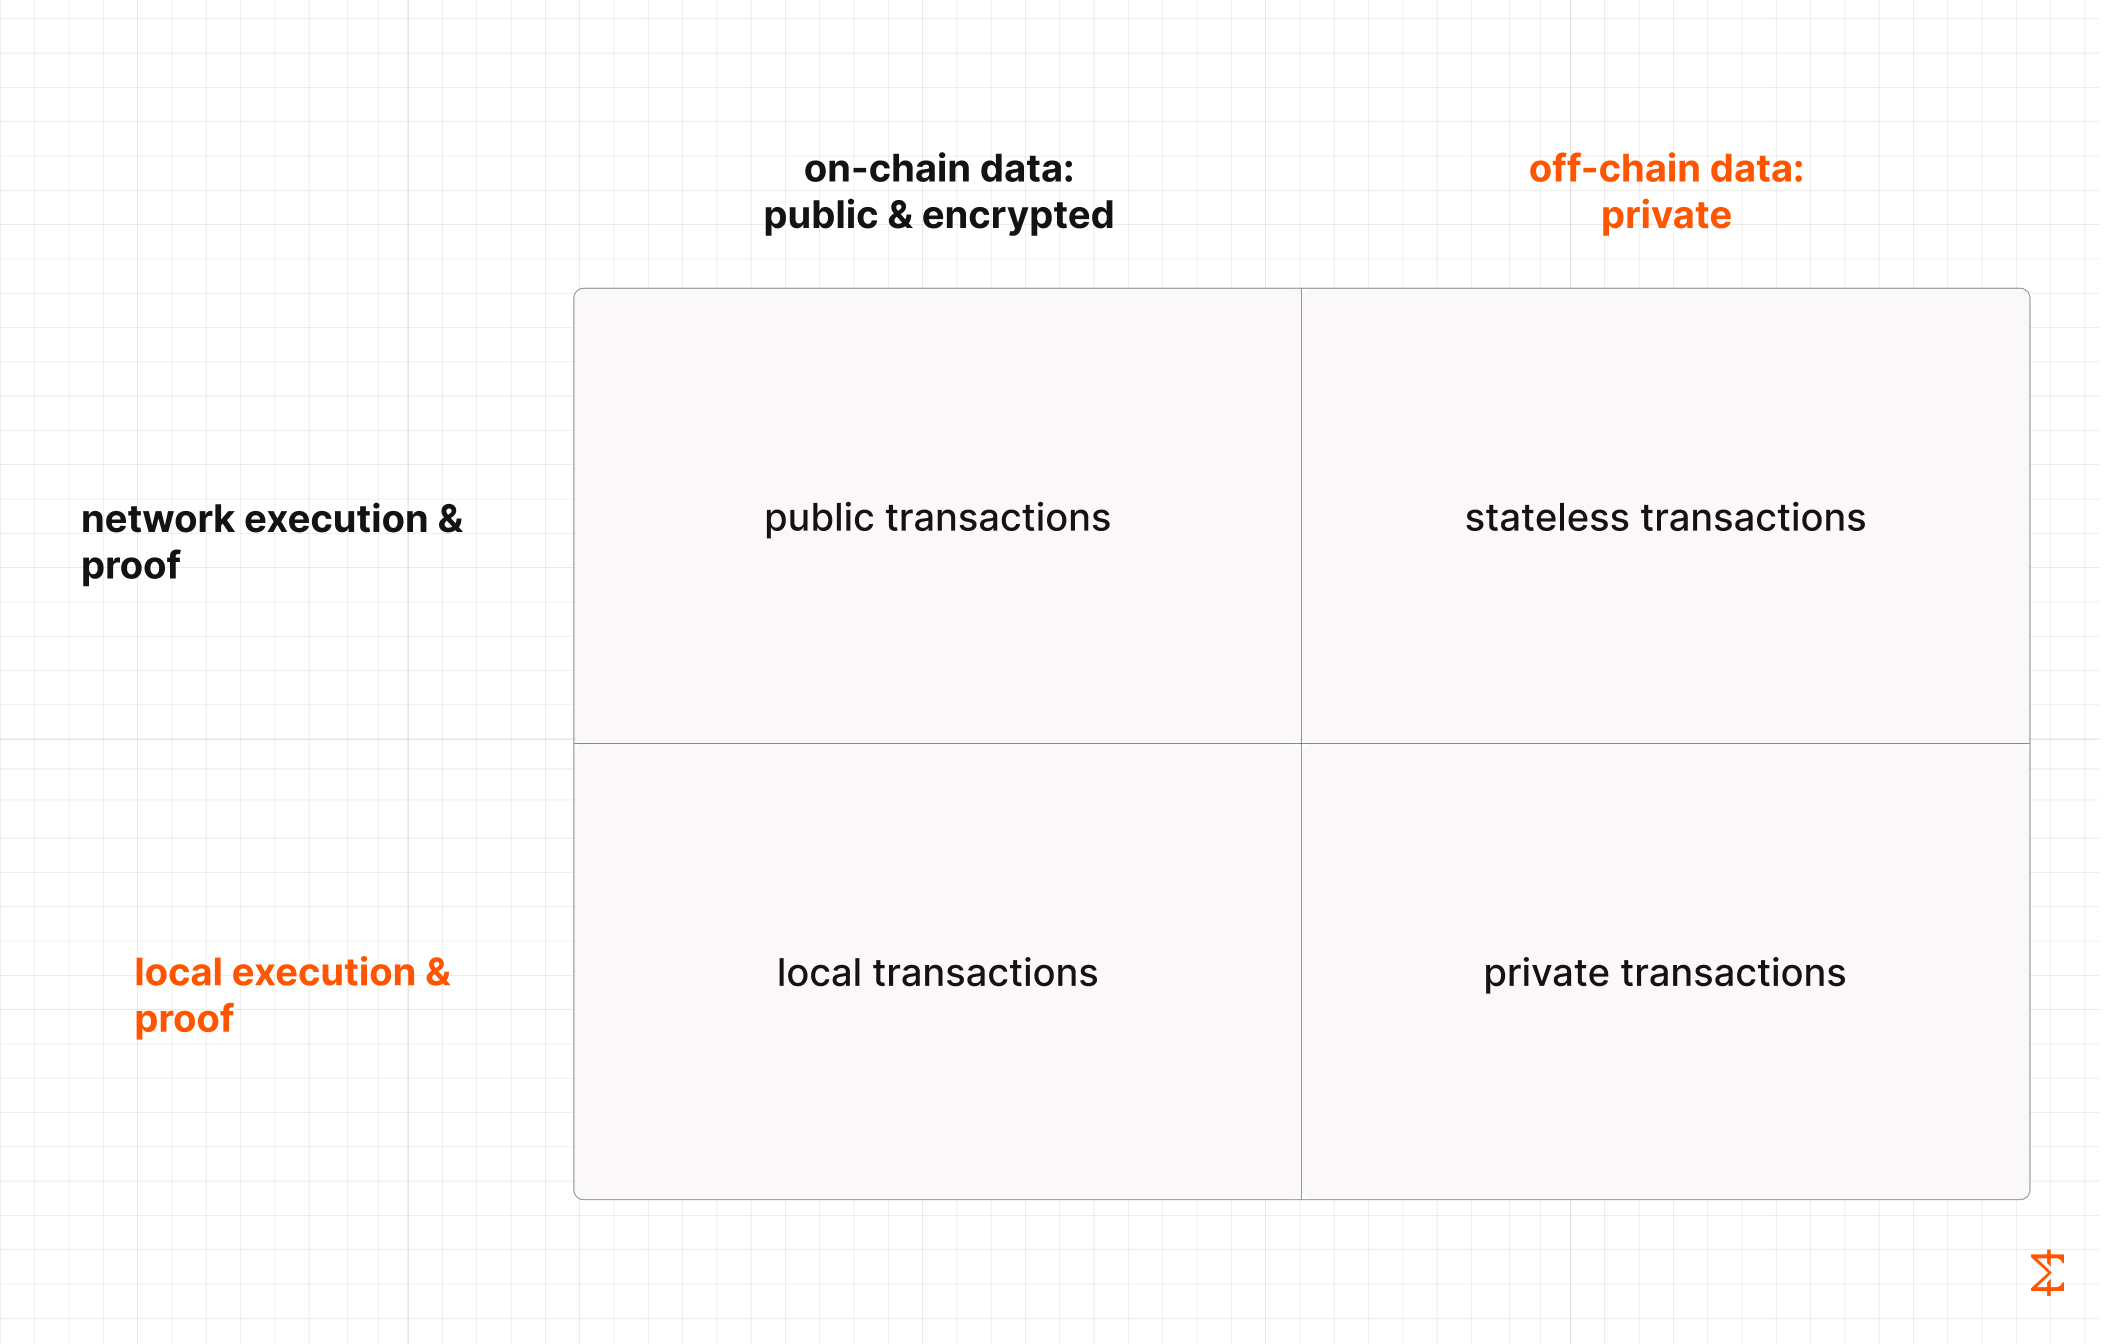 on-chain data:
public & encrypted
off-chain data:
private
network execution &
proof
public transactions
stateless transactions
local execution &
proof
local transactions
private transactions